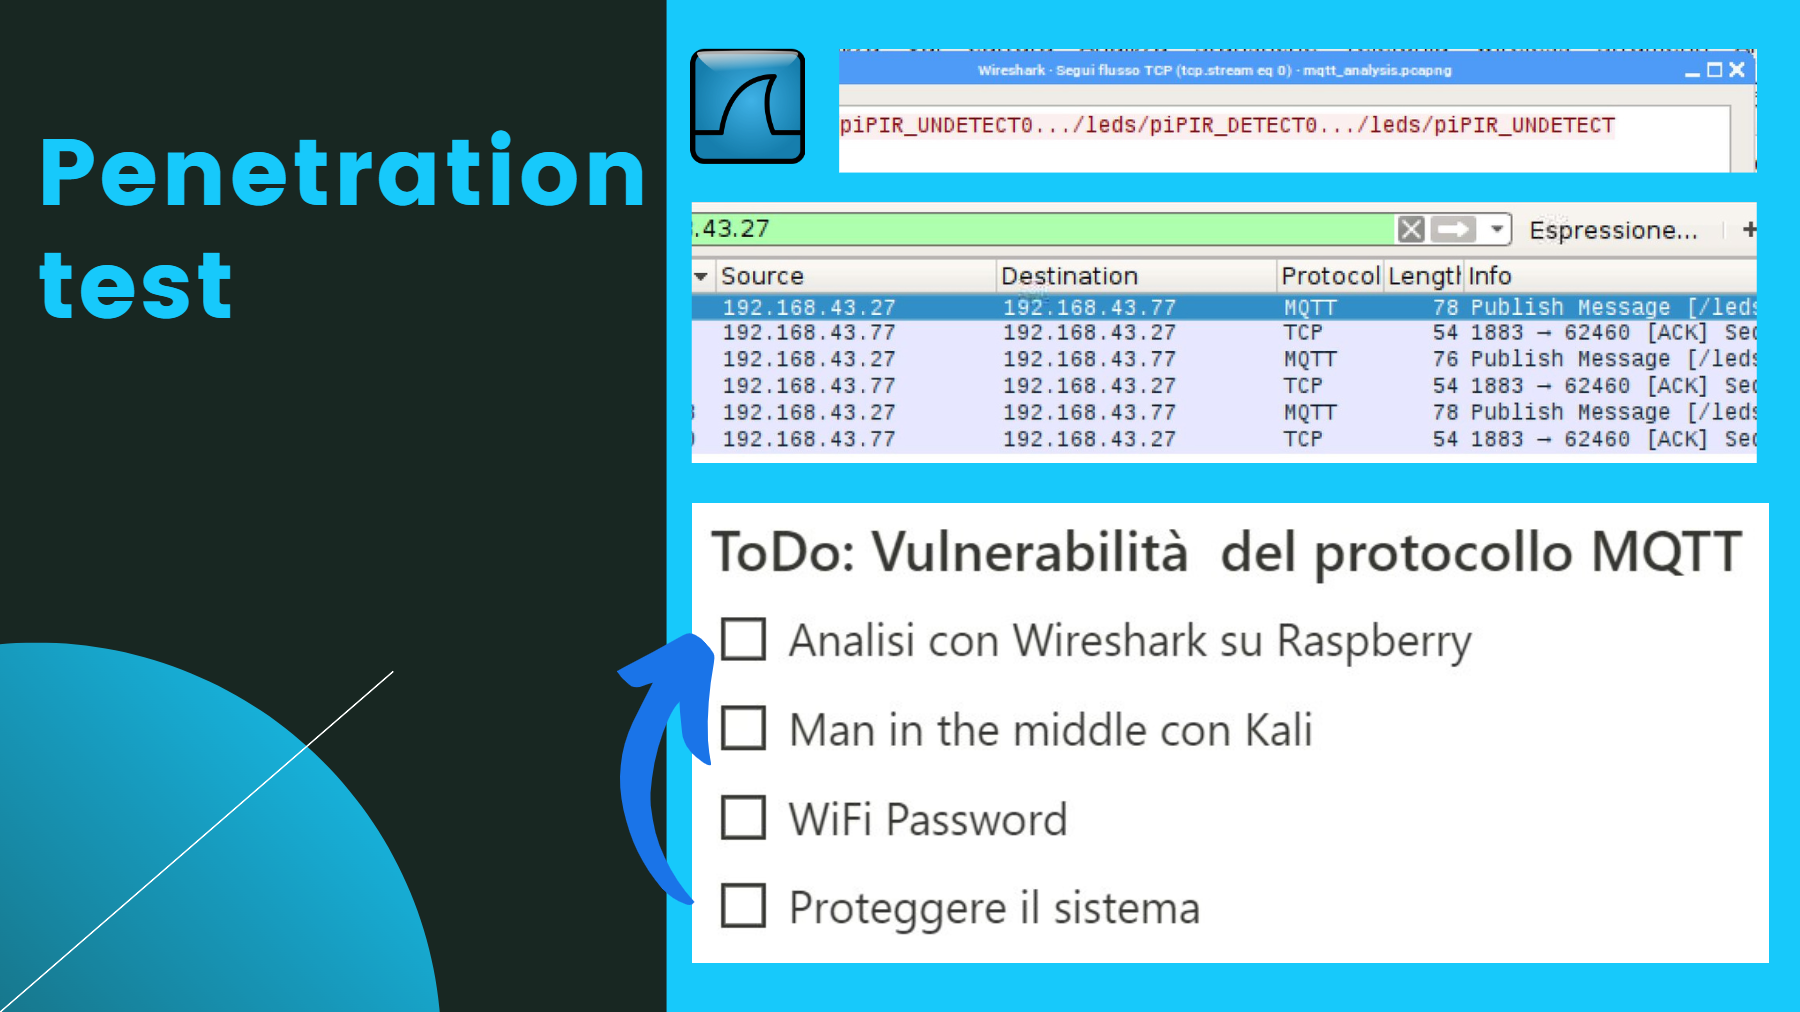 Penetration
test
Wireshark · Segui flusso TCP (tcp.stream eq 0) · mqtt_analysis.pcapng
piPIR_UNDETECT0.../leds/piPIR_DETECT0.../leds/piPIR_UNDETECT
.43.27 Espressione... +
Source Destination Protocol Length Info
192.168.43.27 192.168.43.77 MQTT 78 Publish Message [/leds
192.168.43.77 192.168.43.27 TCP 54 1883 → 62460 [ACK] Seq
192.168.43.27 192.168.43.77 MQTT 76 Publish Message [/leds
192.168.43.77 192.168.43.27 TCP 54 1883 → 62460 [ACK] Seq
192.168.43.27 192.168.43.77 MQTT 78 Publish Message [/leds
192.168.43.77 192.168.43.27 TCP 54 1883 → 62460 [ACK] Seq
ToDo: Vulnerabilità del protocollo MQTT
Analisi con Wireshark su Raspberry
Man in the middle con Kali
WiFi Password
Proteggere il sistema